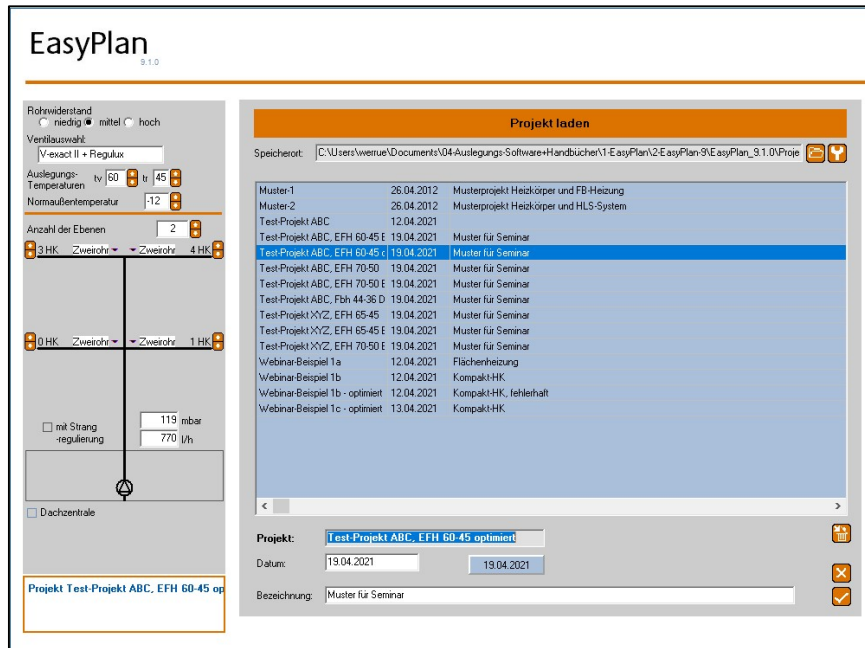 EasyPlan
9.1.0
Rohrwiderstand
niedrig mittel hoch
Ventilauswahl:
V-exact II + Regulux
Auslegungs- tv 60 tr 45
Temperaturen
Normaußentemperatur -12
Anzahl der Ebenen 2
3 HK Zweirohr Zweirohr 4 HK
0 HK Zweirohr Zweirohr 1 HK
mit Strang 119 mbar
-regulierung 770 l/h
Dachzentrale
Projekt Test-Projekt ABC, EFH 60-45 op
Projekt laden
Speicherort: C:\Users\werrue\Documents\04-Auslegungs-Software+Handbücher\1-EasyPlan\2-EasyPlan-9\EasyPlan_9.1.0\Proje
Muster-1 26.04.2012 Musterprojekt Heizkörper und FB-Heizung
Muster-2 26.04.2012 Musterprojekt Heizkörper und HLS-System
Test-Projekt ABC 12.04.2021
Test-Projekt ABC, EFH 60-45 E 19.04.2021 Muster für Seminar
Test-Projekt ABC, EFH 60-45 c 19.04.2021 Muster für Seminar
Test-Projekt ABC, EFH 70-50 19.04.2021 Muster für Seminar
Test-Projekt ABC, EFH 70-50 E 19.04.2021 Muster für Seminar
Test-Projekt ABC, Fbh 44-36 D 19.04.2021 Muster für Seminar
Test-Projekt XYZ, EFH 65-45 19.04.2021 Muster für Seminar
Test-Projekt XYZ, EFH 65-45 E 19.04.2021 Muster für Seminar
Test-Projekt XYZ, EFH 70-50 E 19.04.2021 Muster für Seminar
Webinar-Beispiel 1a 12.04.2021 Flächenheizung
Webinar-Beispiel 1b 12.04.2021 Kompakt-HK
Webinar-Beispiel 1b - optimiert 12.04.2021 Kompakt-HK, fehlerhaft
Webinar-Beispiel 1c - optimiert 13.04.2021 Kompakt-HK
Projekt: Test-Projekt ABC, EFH 60-45 optimiert
Datum: 19.04.2021 19.04.2021
Bezeichnung: Muster für Seminar